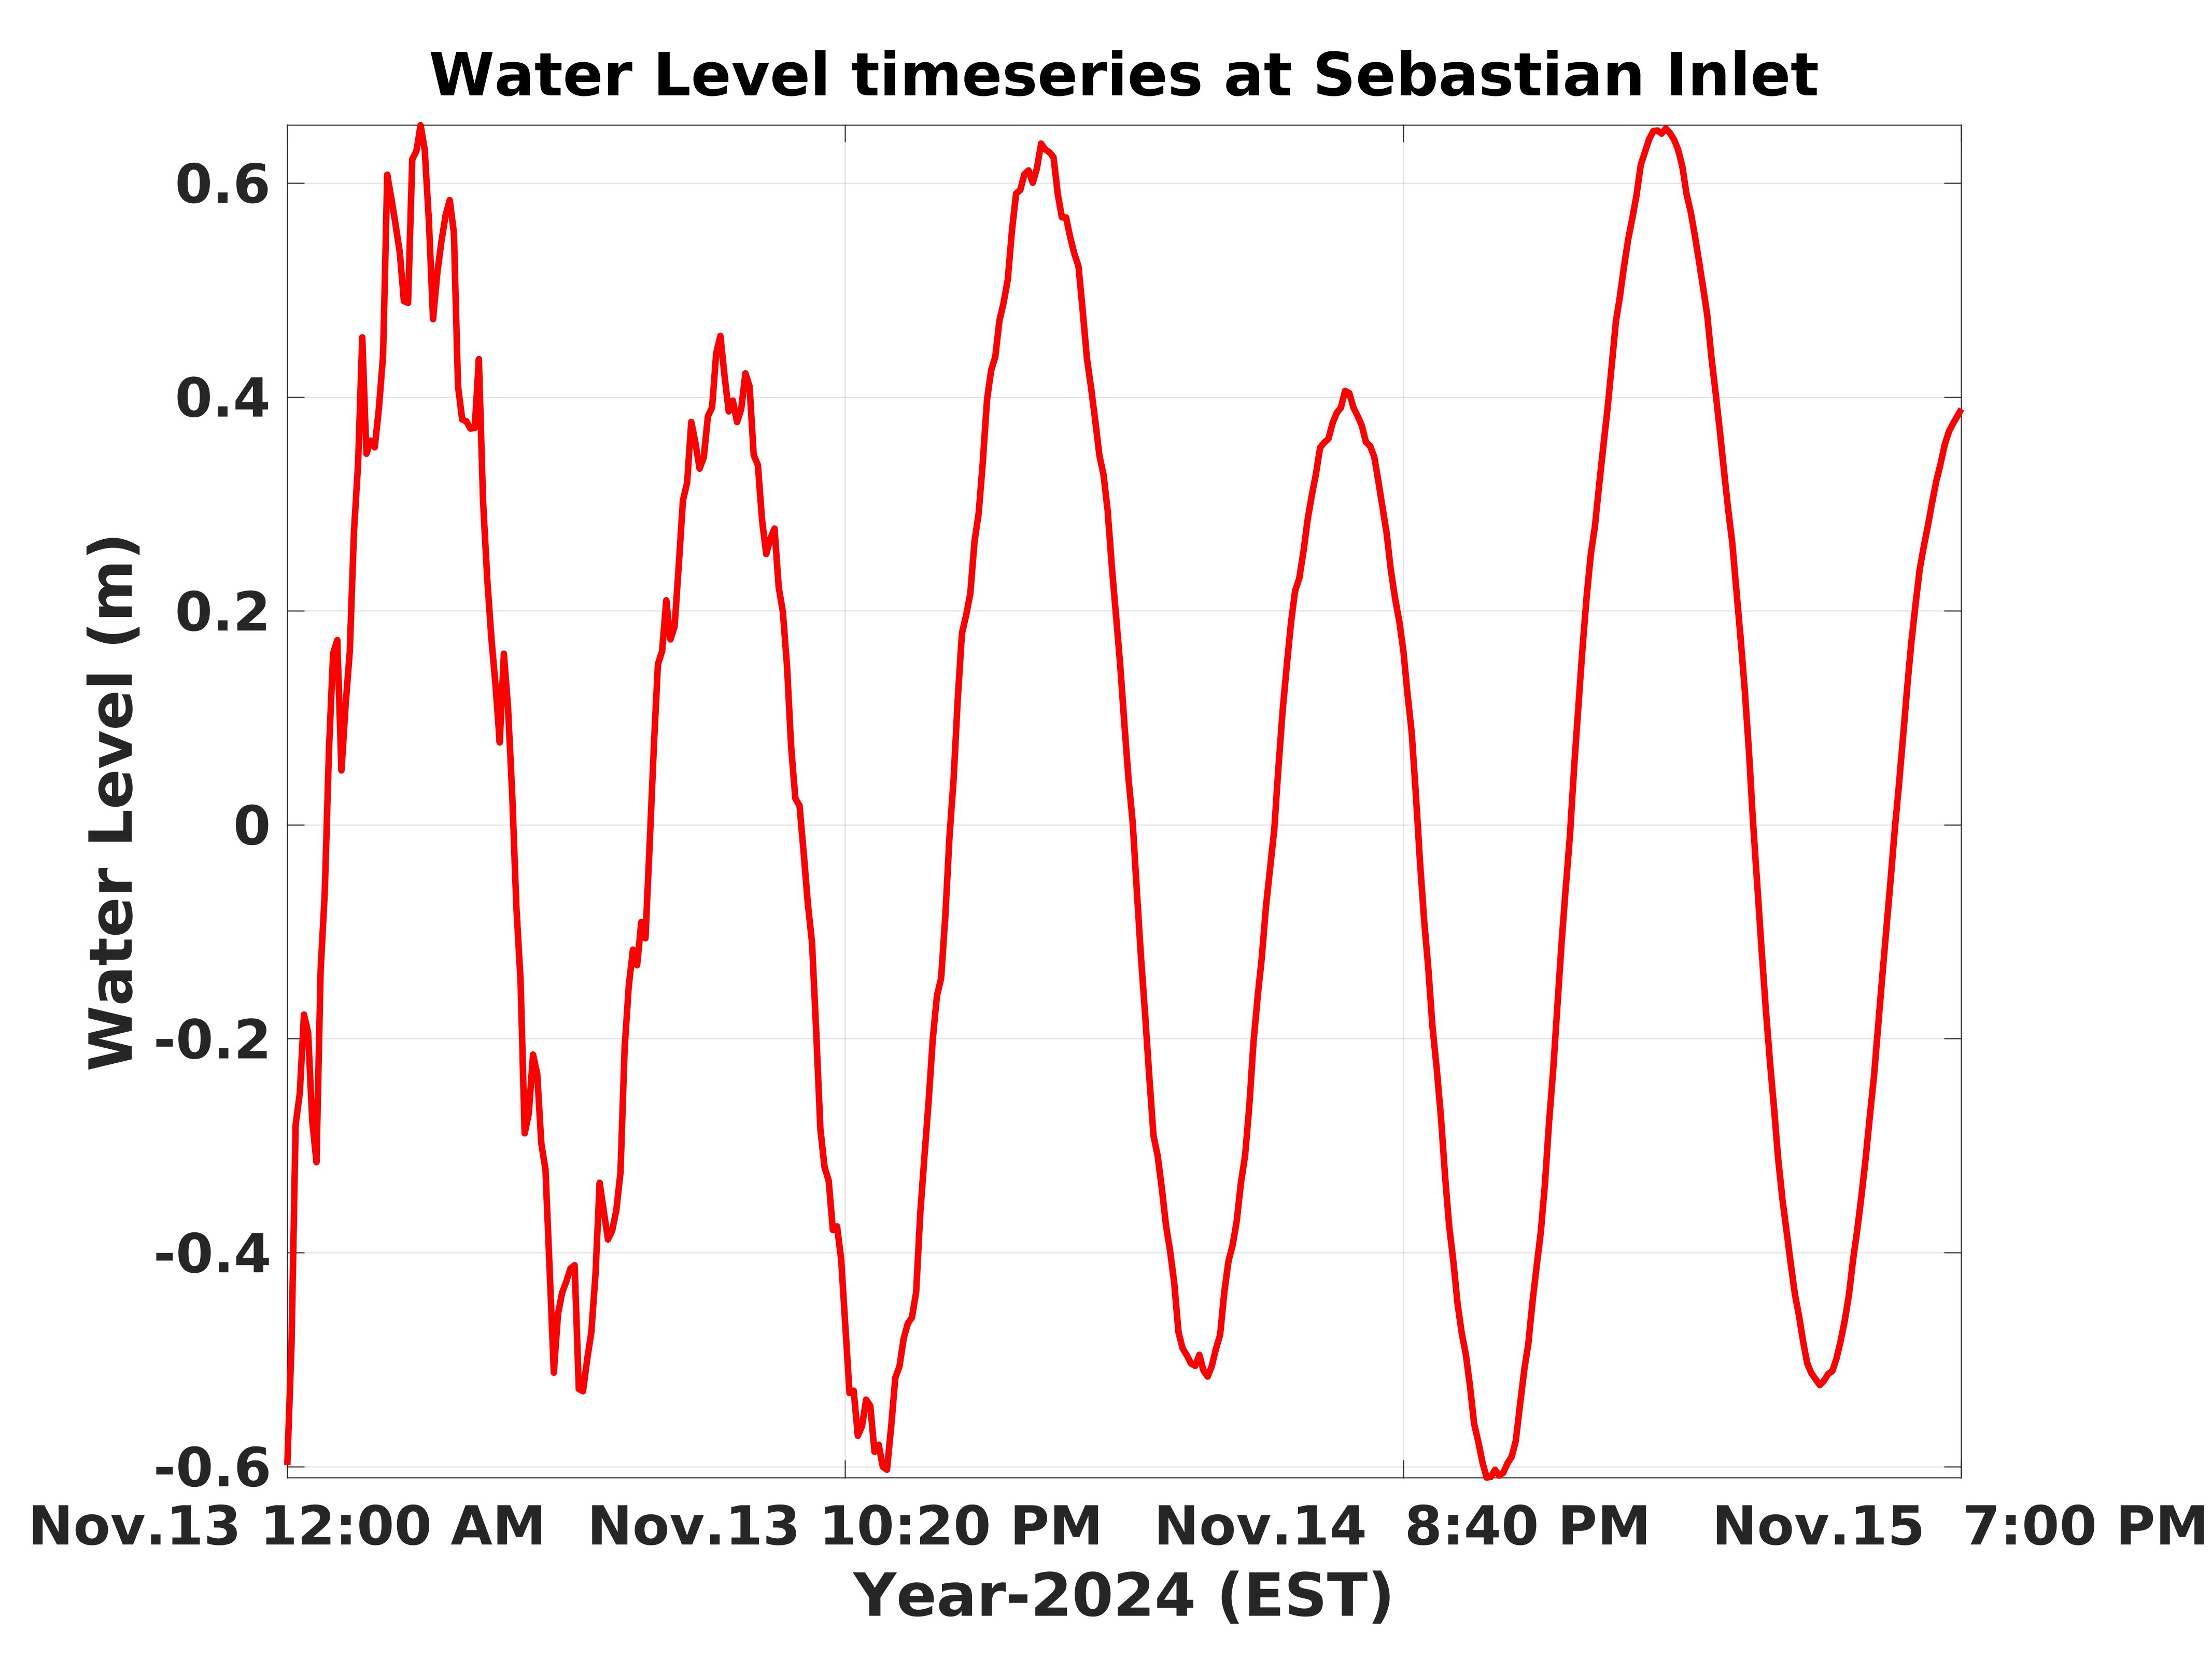 Water Level timeseries at Sebastian Inlet
Water Level (m)
0.6
0.4
0.2
0
-0.2
-0.4
-0.6
Nov.13 12:00 AM Nov.13 10:20 PM Nov.14 8:40 PM Nov.15 7:00 PM
Year-2024 (EST)